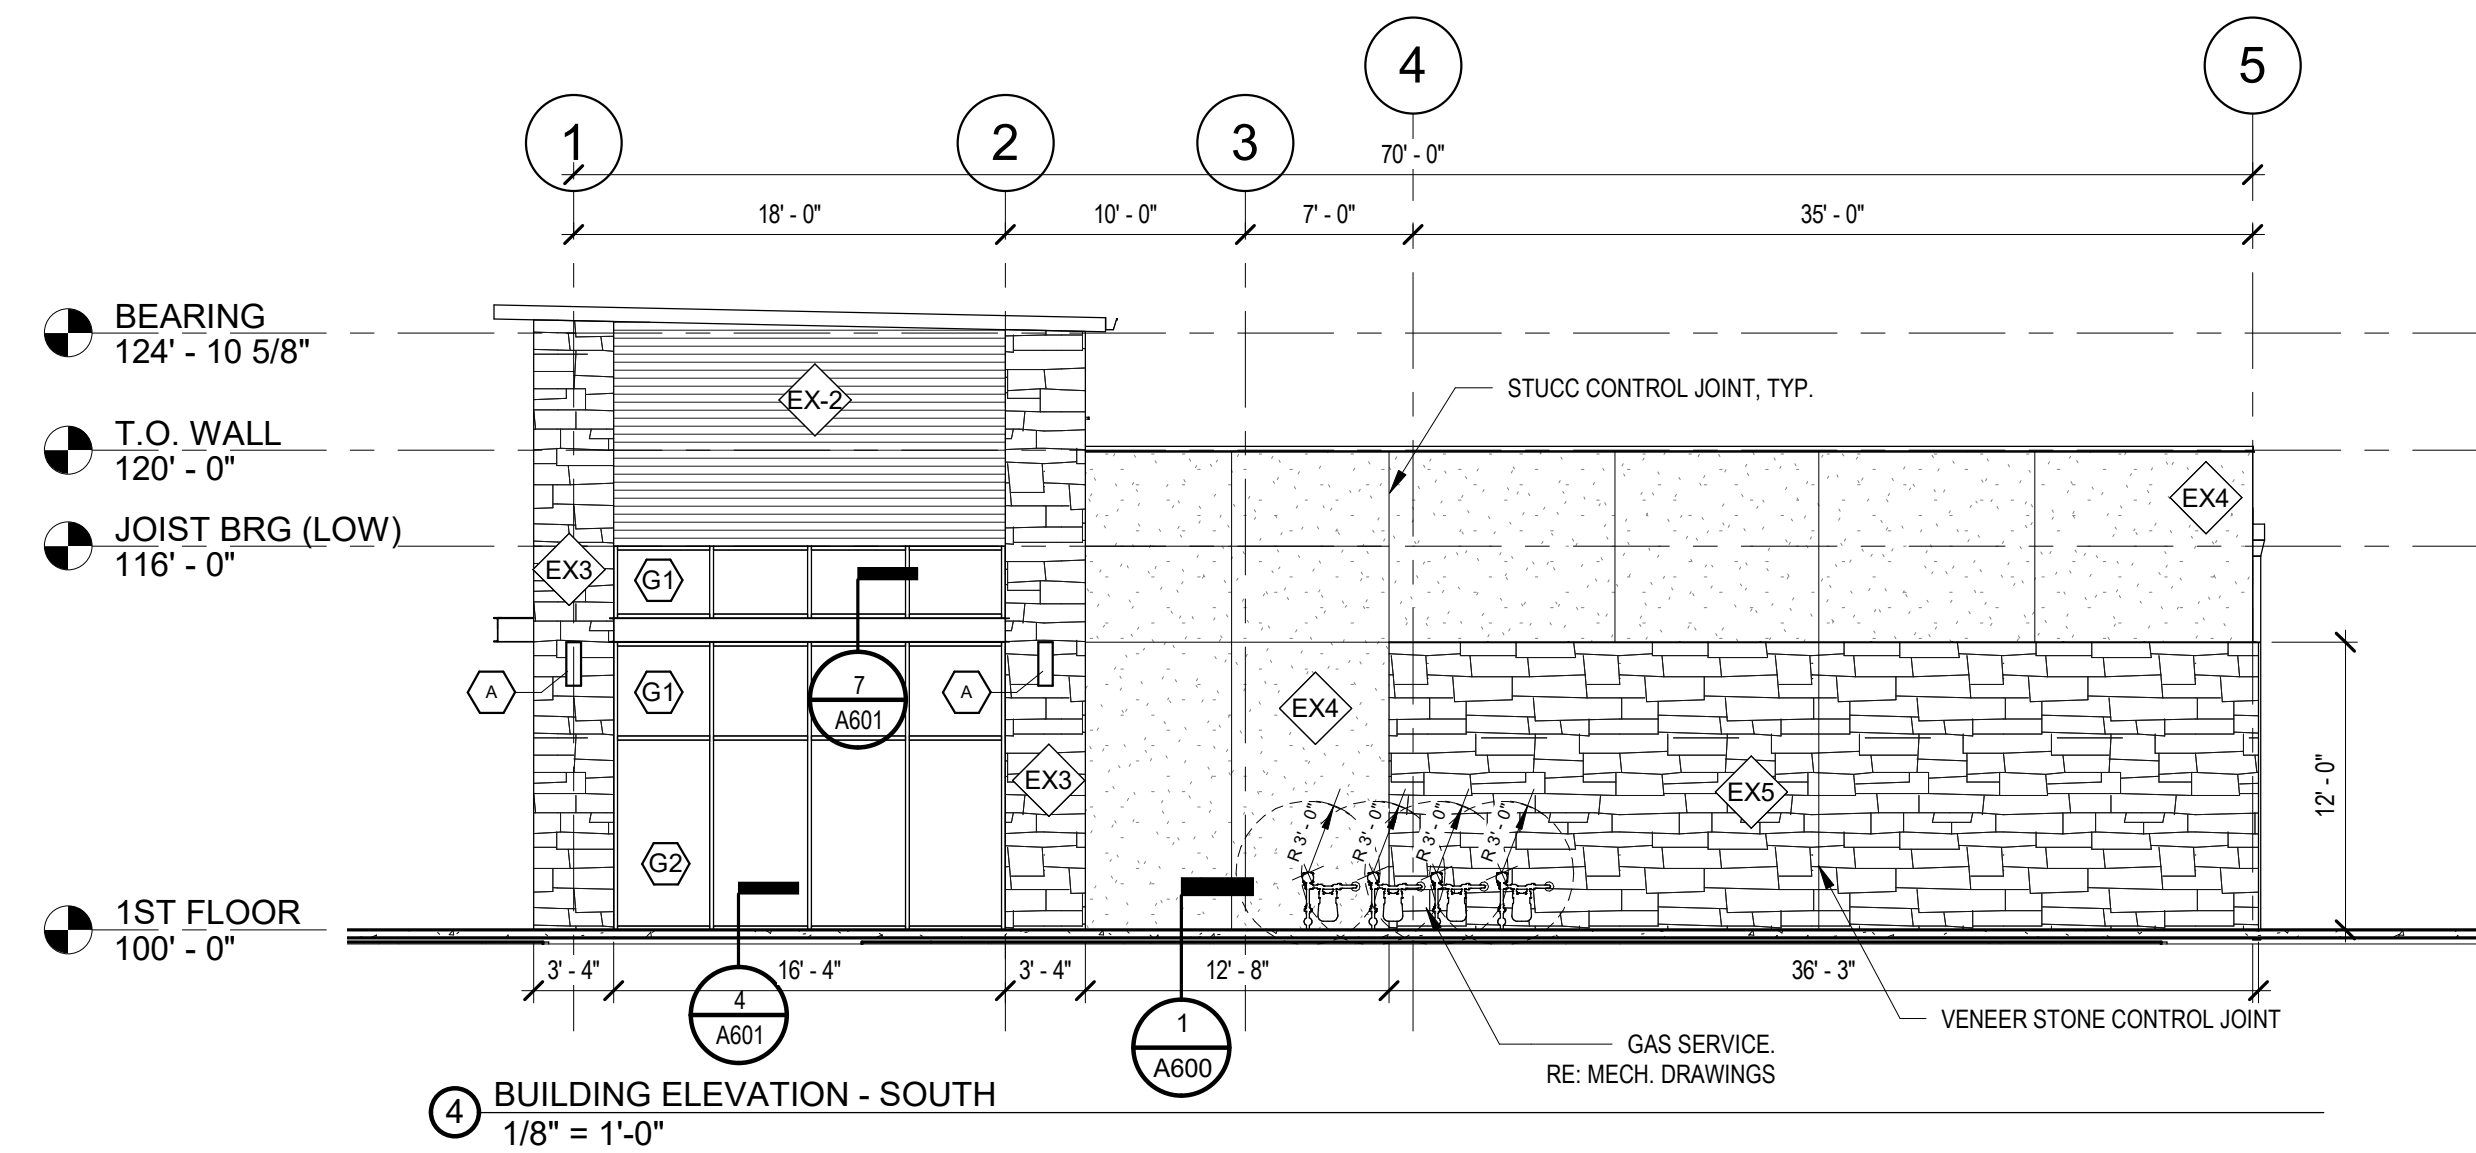 1
2
3
4
5
70' - 0"
18' - 0"
10' - 0"
7' - 0"
35' - 0"
BEARING
124' - 10 5/8"
T.O. WALL
120' - 0"
JOIST BRG (LOW)
116' - 0"
1ST FLOOR
100' - 0"
EX-2
STUCC CONTROL JOINT, TYP.
EX4
EX3
G1
A
G1
7
A601
A
EX4
EX3
EX5
12' - 0"
R 3' - 0"
R 3' - 0"
R 3' - 0"
R 3' - 0"
G2
3' - 4"
16' - 4"
3' - 4"
12' - 8"
36' - 3"
4
A601
1
A600
VENEER STONE CONTROL JOINT
GAS SERVICE.
RE: MECH. DRAWINGS
4
BUILDING ELEVATION - SOUTH
1/8" = 1'-0"